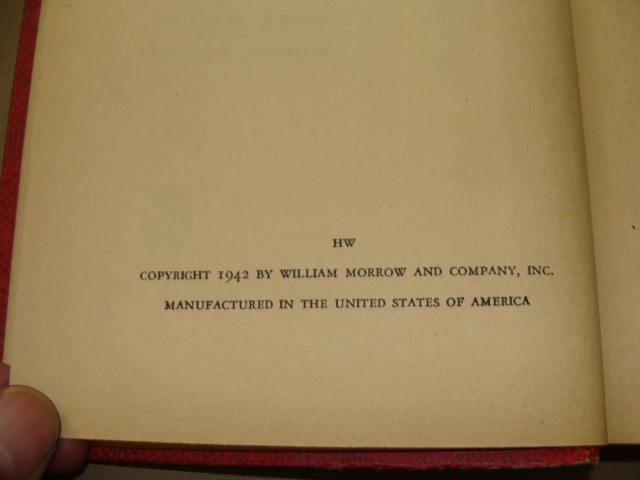 HW
COPYRIGHT 1942 BY WILLIAM MORROW AND COMPANY, INC.
MANUFACTURED IN THE UNITED STATES OF AMERICA